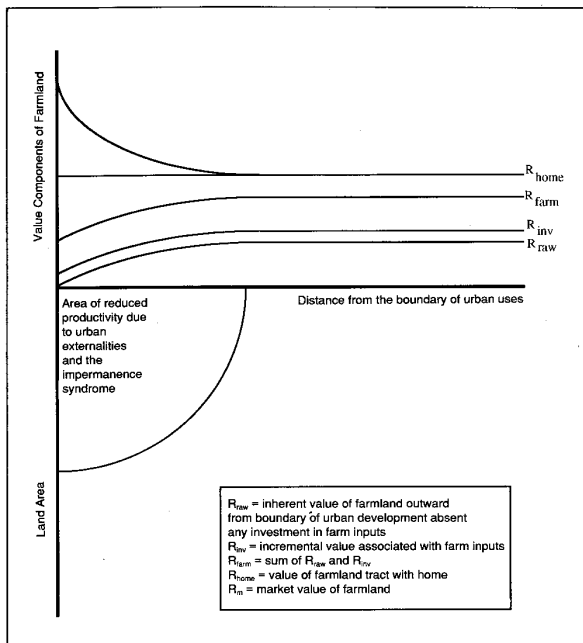 Value Components of Farmland
R home
R farm
R inv
R raw
Distance from the boundary of urban uses
Area of reduced
productivity due
to urban
externalities
and the
impermanence
syndrome
Land Area
R raw = inherent value of farmland outward
from boundary of urban development absent
any investment in farm inputs
R inv = incremental value associated with farm inputs
R farm = sum of R raw and R inv
R home = value of farmland tract with home
R m = market value of farmland